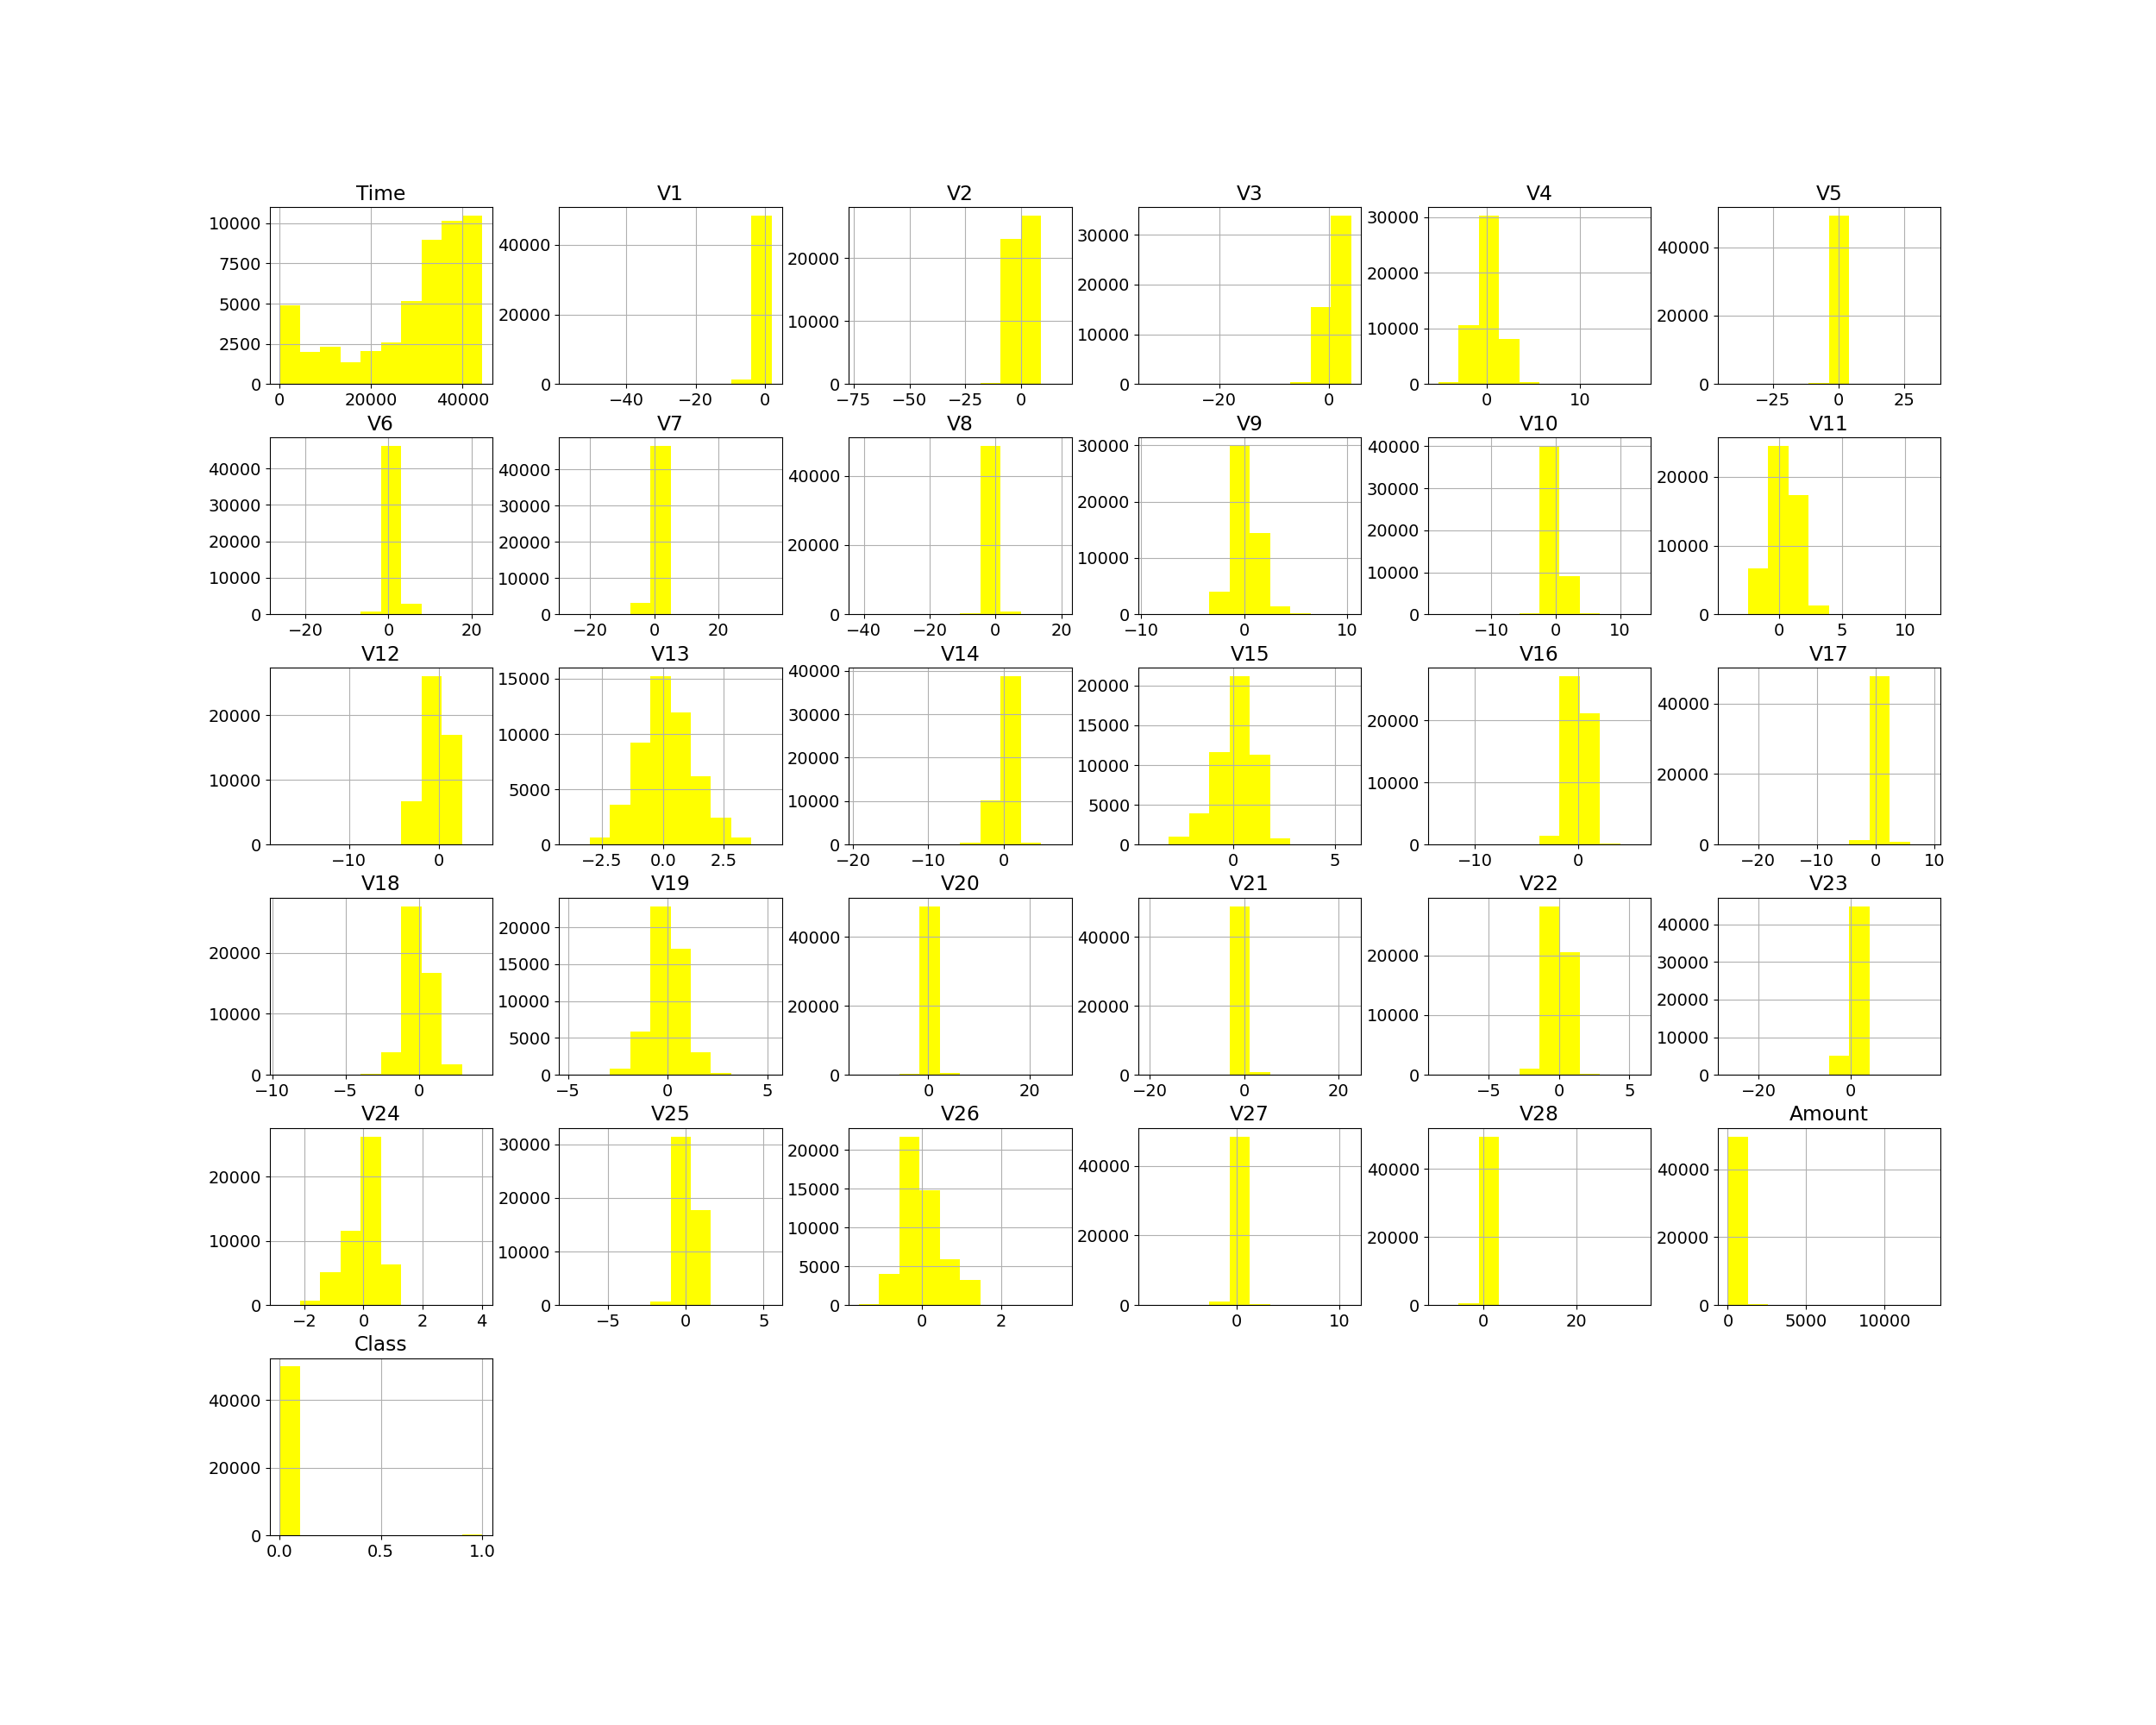 Time
10000
7500
5000
2500
0
0 20000 40000
V1
40000
20000
0
−40 −20 0
V2
20000
10000
0
−75 −50 −25 0
V3
30000
20000
10000
0
−20 0
V4
30000
20000
10000
0
0 10
V5
40000
20000
0
−25 0 25
V6
40000
30000
20000
10000
0
−20 0 20
V7
40000
30000
20000
10000
0
−20 0 20
V8
40000
20000
0
−40 −20 0 20
V9
30000
20000
10000
0
−10 0 10
V10
40000
30000
20000
10000
0
−10 0 10
V11
20000
10000
0
0 5 10
V12
20000
10000
0
−10 0
V13
15000
10000
5000
0
−2.5 0.0 2.5
V14
40000
30000
20000
10000
0
−20 −10 0
V15
20000
15000
10000
5000
0
0 5
V16
20000
10000
0
−10 0
V17
40000
20000
0
−20 −10 0 10
V18
20000
10000
0
−10 −5 0
V19
20000
15000
10000
5000
0
−5 0 5
V20
40000
20000
0
0 20
V21
40000
20000
0
−20 0 20
V22
20000
10000
0
−5 0 5
V23
40000
30000
20000
10000
0
−20 0
V24
20000
10000
0
−2 0 2 4
V25
30000
20000
10000
0
−5 0 5
V26
20000
15000
10000
5000
0
0 2
V27
40000
20000
0
0 10
V28
40000
20000
0
0 20
Amount
40000
20000
0
0 5000 10000
Class
40000
20000
0
0.0 0.5 1.0